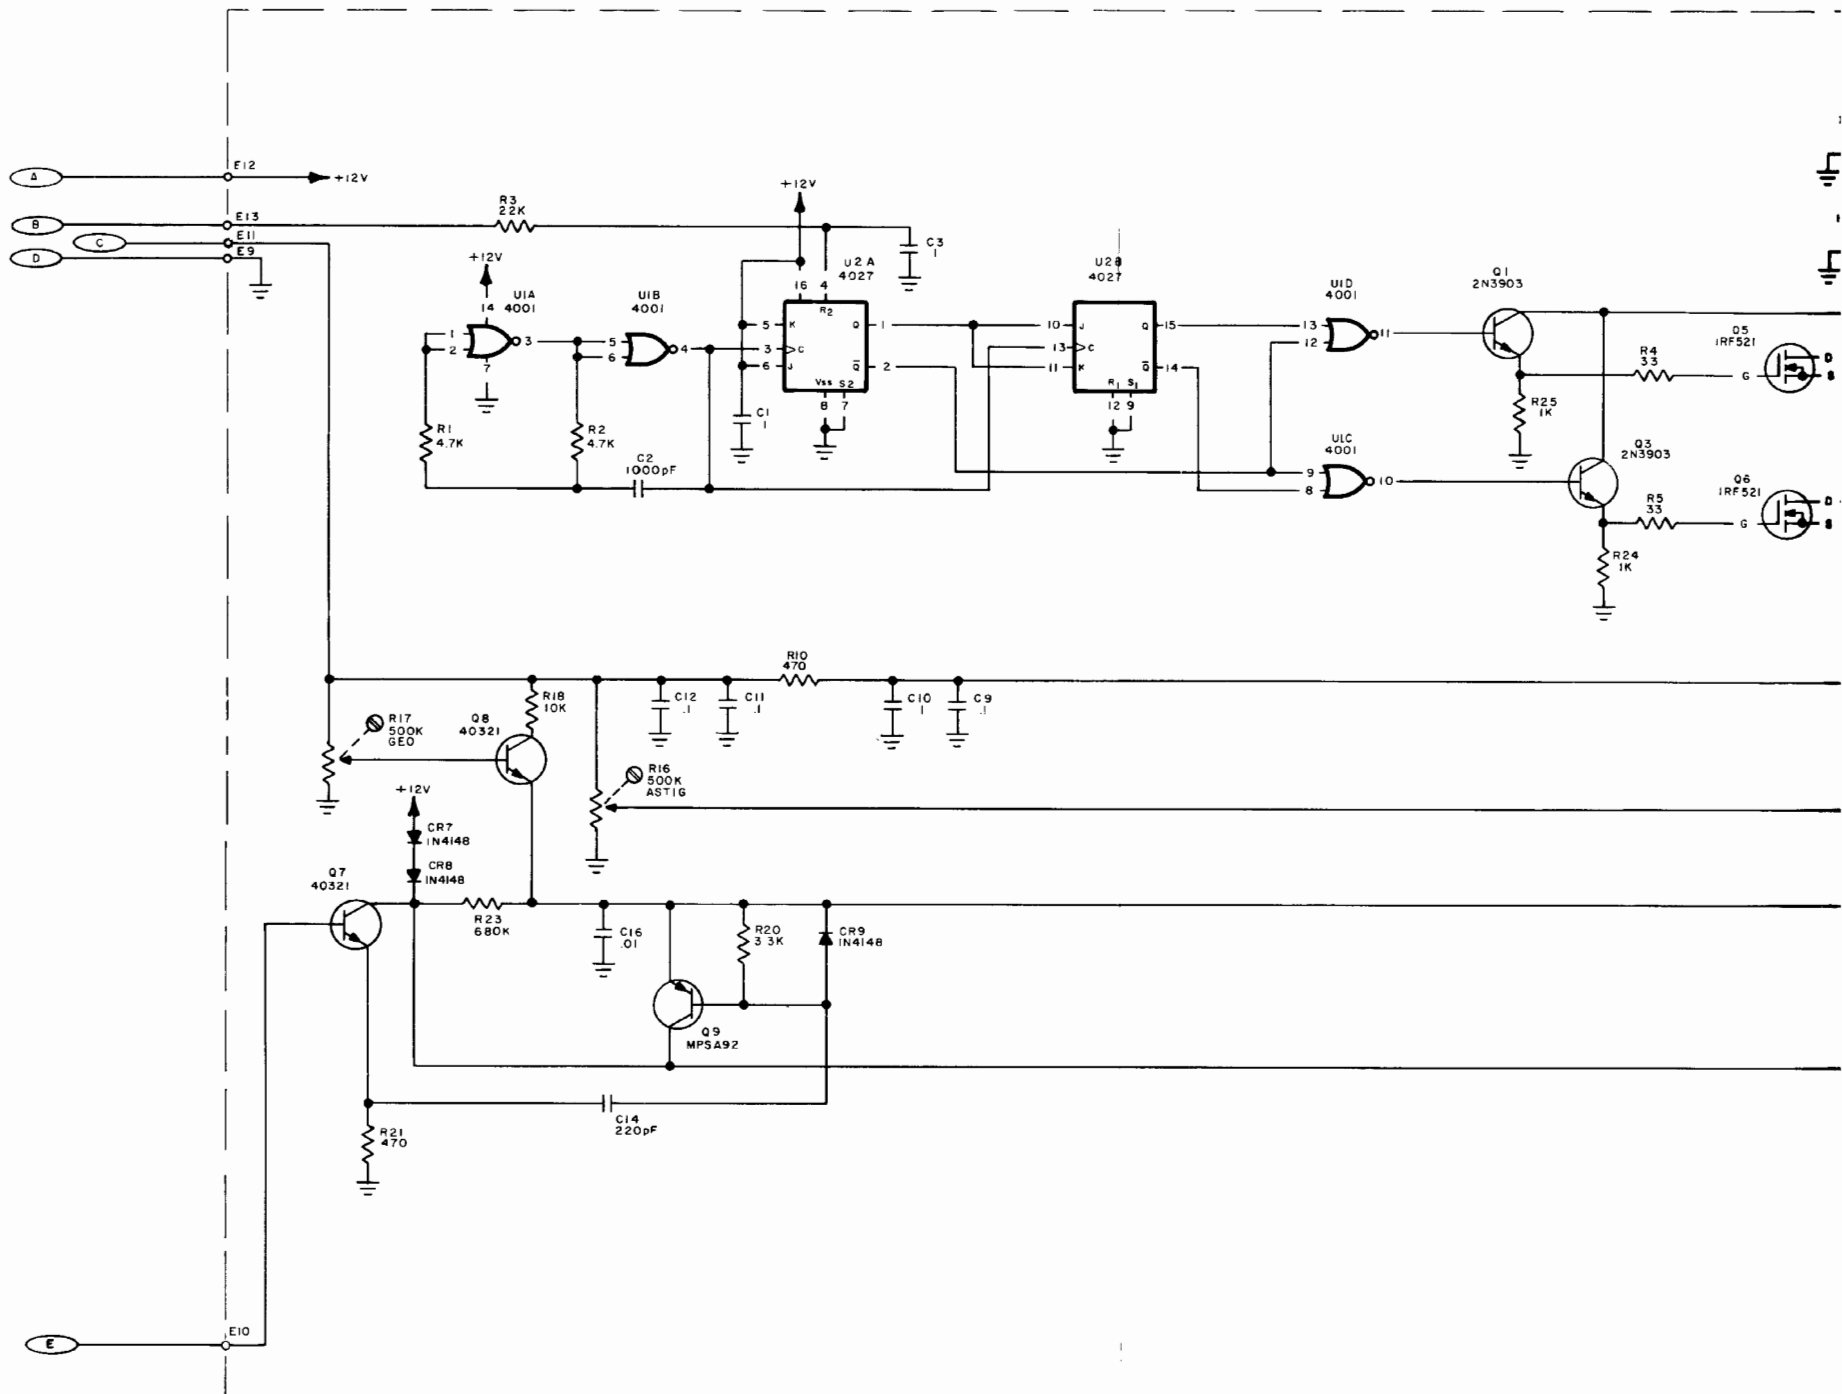 A
E12
+12V
B
E13
R3
22K
C
E11
D
E9
+12V
U1A
4001
14
1
2
3
7
U1B
4001
5
6
4
+12V
U2A
4027
16 4
R2
5 K Q 1
3 C
6 J Q 2
Vss S2
8 7
C3
.1
C1
1
R1
4.7K
R2
4.7K
C2
1000pF
U2B
4027
10 J Q 15
13 C
11 K Q 14
R1 S1
12 9
U1D
4001
13
12
11
U1C
4001
9
8
10
Q1
2N3903
R4
33
Q5
IRF521
G
D
S
R25
1K
Q3
2N3903
R5
33
Q6
IRF521
G
D
S
R24
1K
R10
470
R18
10K
C12
.1
C11
.1
C10
1
C9
.1
R17
500K
GEO
Q8
40321
R16
500K
ASTIG
+12V
CR7
1N4148
CR8
1N4148
Q7
40321
R23
680K
C16
.01
R20
3.3K
CR9
1N4148
Q9
MPSA92
C14
220pF
R21
470
E
E10